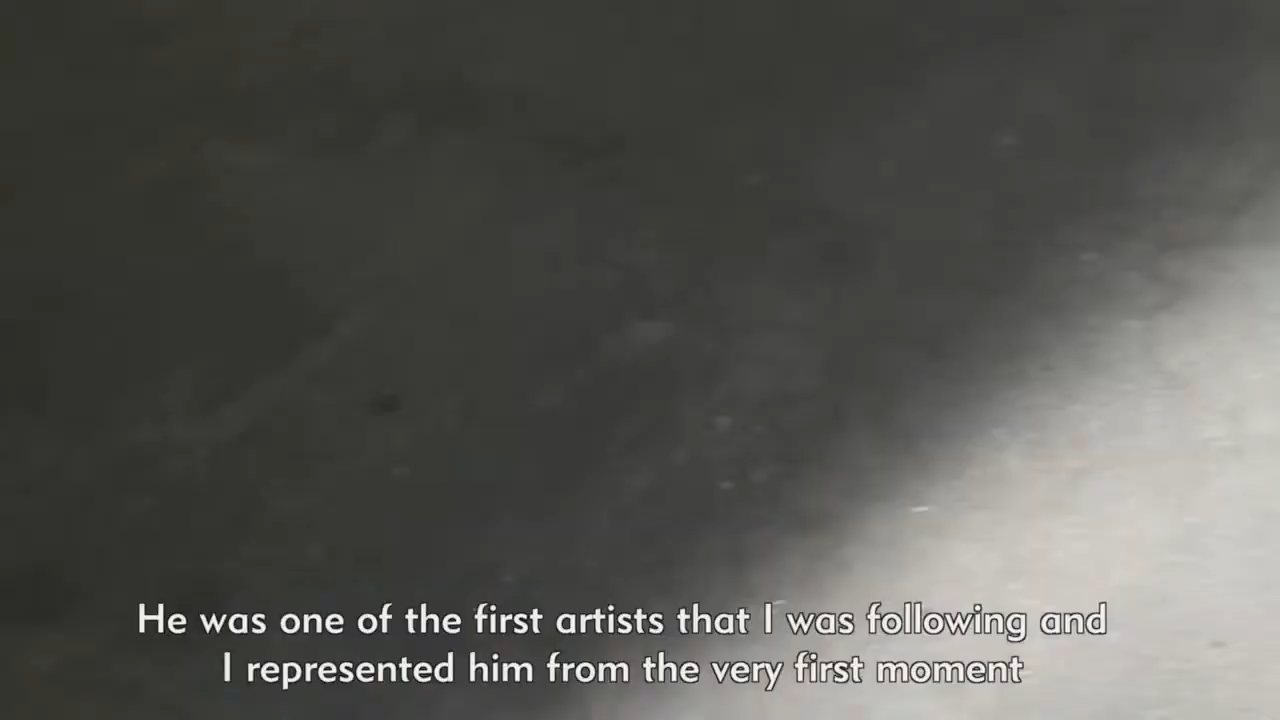 He was one of the first artists that I was following and
I represented him from the very first moment